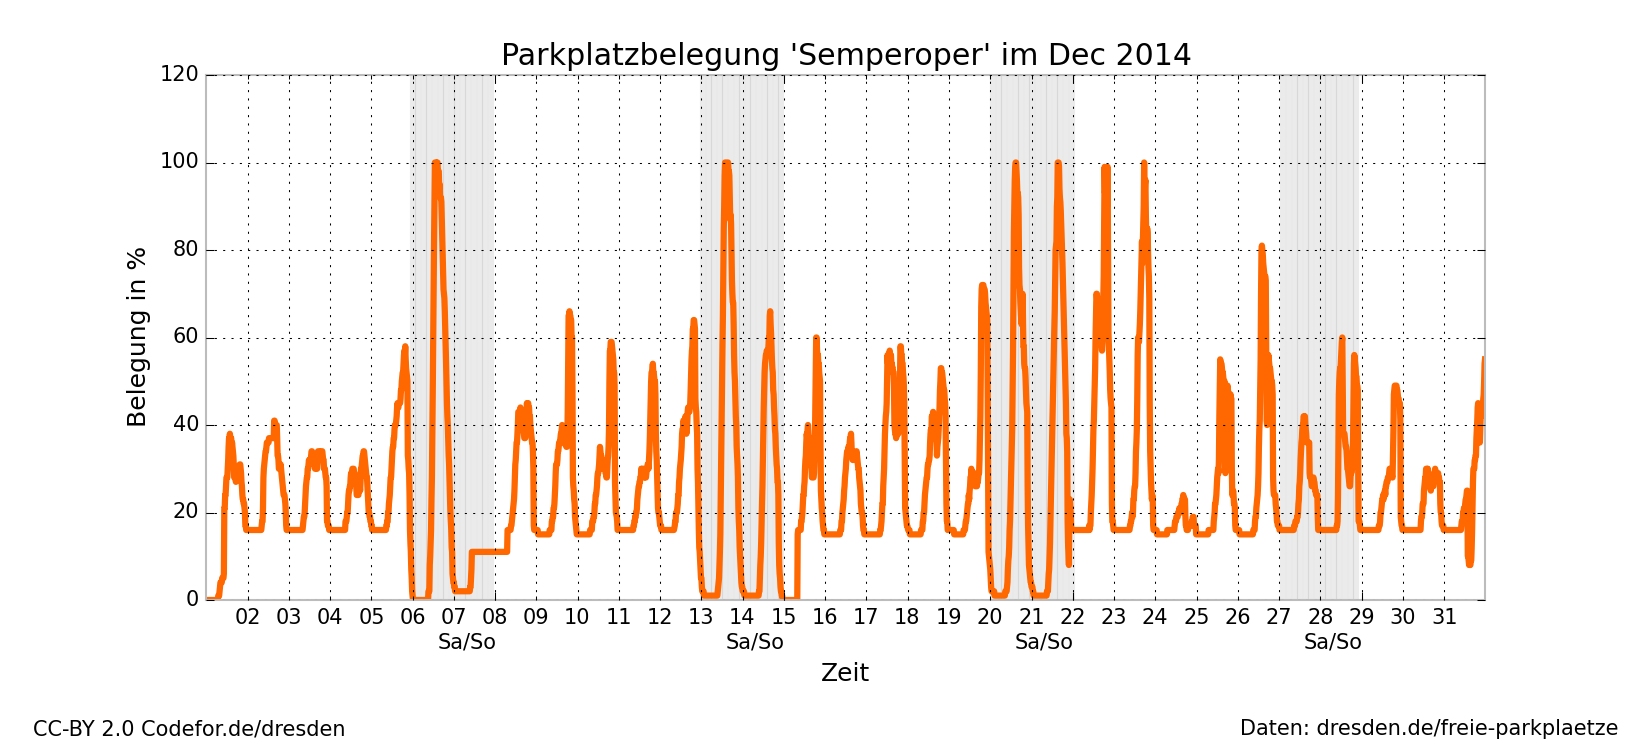 Parkplatzbelegung 'Semperoper' im Dec 2014
120
100
80
60
40
20
0
Belegung in %
02 03 04 05 06 07 08 09 10 11 12 13 14 15 16 17 18 19 20 21 22 23 24 25 26 27 28 29 30 31
Sa/So Sa/So Sa/So Sa/So
Zeit
CC-BY 2.0 Codefor.de/dresden
Daten: dresden.de/freie-parkplaetze